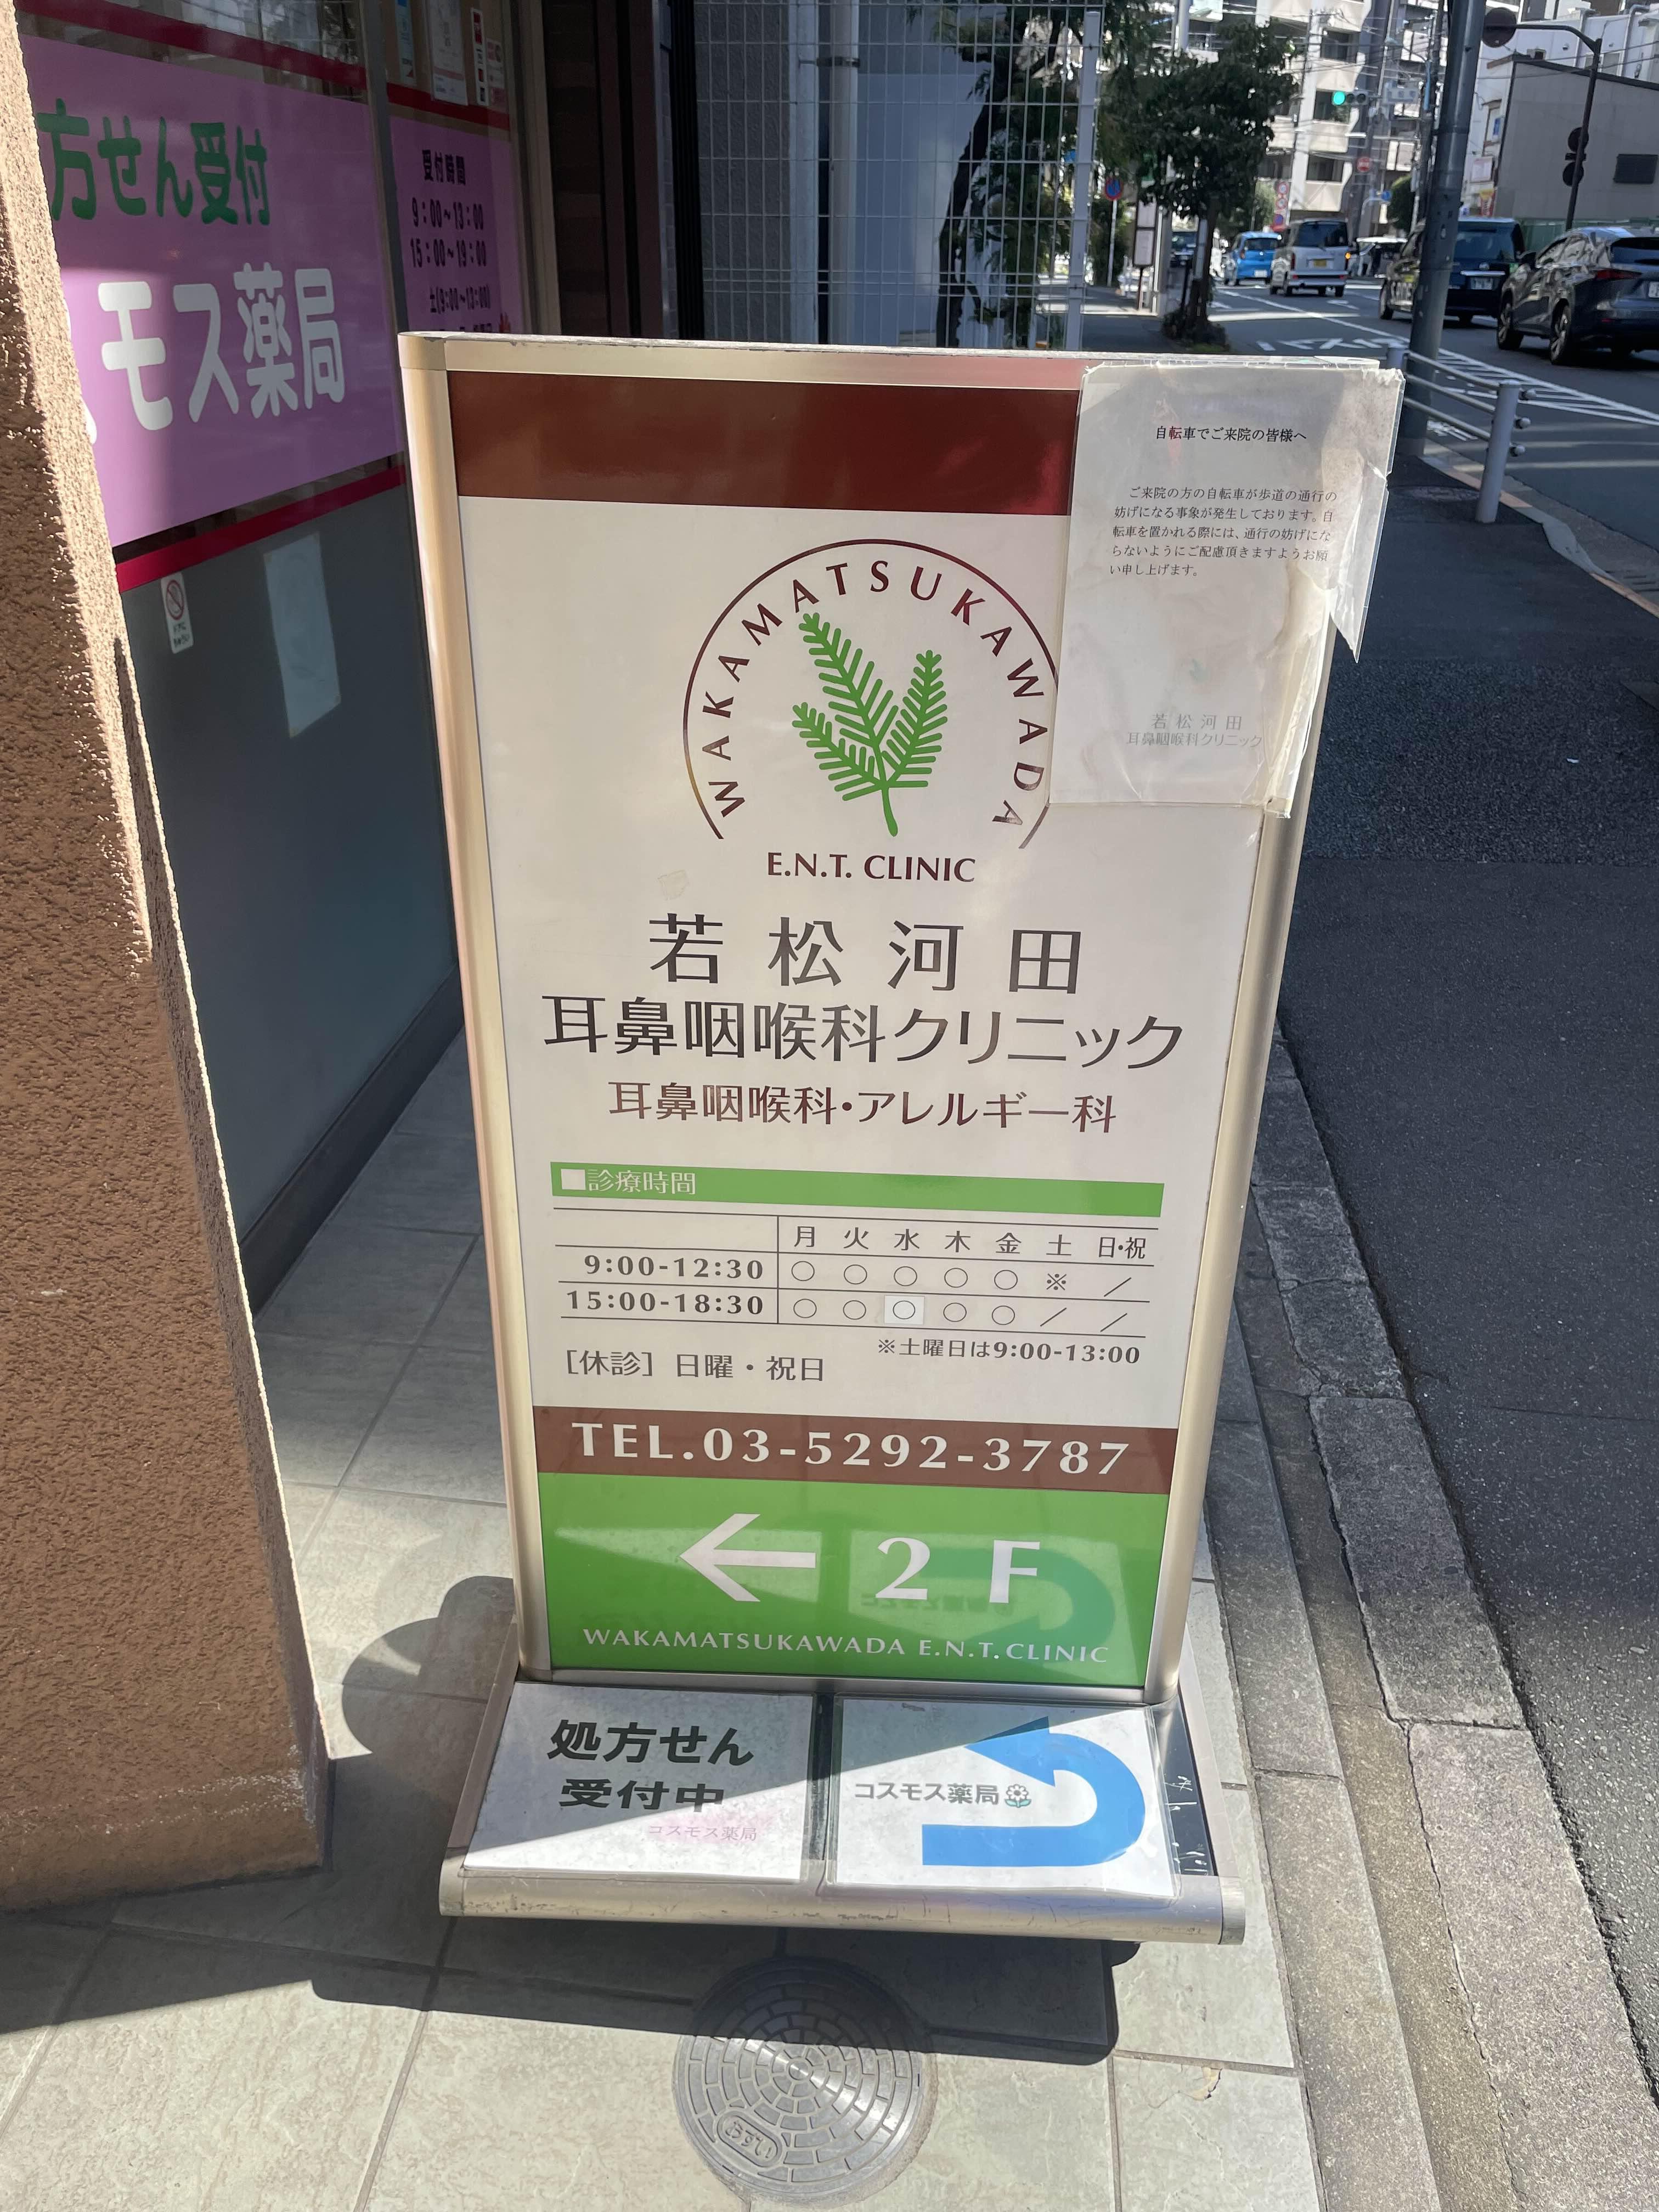 方せん受付
モス薬局
受付時間
9:00~13:00
15:00~19:00
土(9:00~13:00)
自転車でご来院の皆様へ
ご来院の方の自転車が歩道の通行の
妨げになる事象が発生しております。自
転車を置かれる際には、通行の妨げにな
らないようにご配慮頂きますようお願
い申し上げます。
若松河田
耳鼻咽喉科クリニック
WAKAMATSUKAWADA
E.N.T. CLINIC
若松河田
耳鼻咽喉科クリニック
耳鼻咽喉科・アレルギー科
■診療時間
月 火 水 木 金 土 日・祝
9:00-12:30 ○ ○ ○ ○ ○ ※ /
15:00-18:30 ○ ○ ○ ○ ○ / /
※土曜日は9:00-13:00
[休診] 日曜・祝日
TEL.03-5292-3787
← 2F
WAKAMATSUKAWADA E.N.T. CLINIC
処方せん
受付中
コスモス薬局
コスモス薬局
おすい